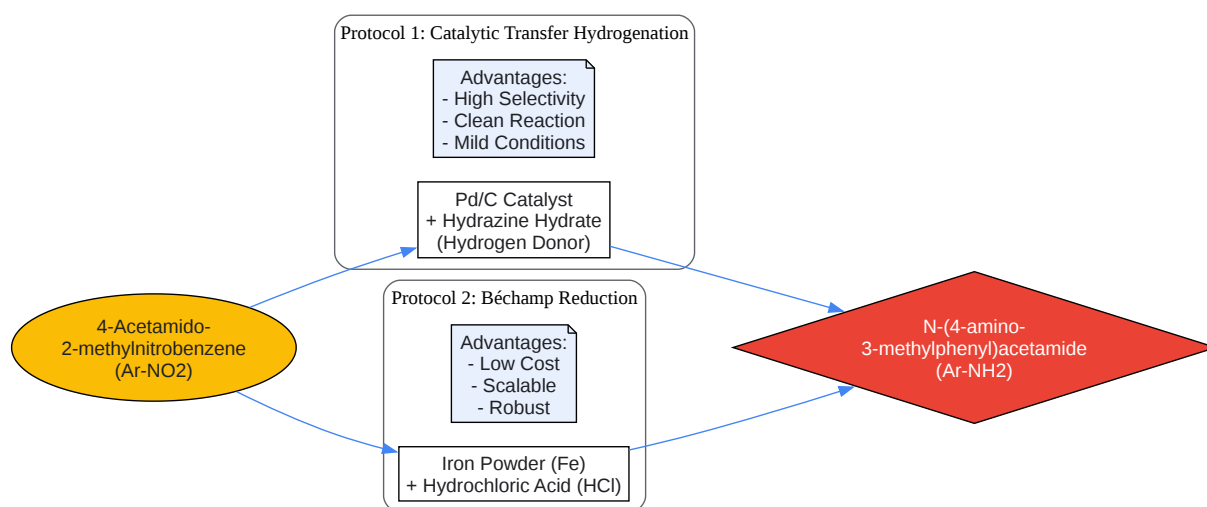 Protocol 1: Catalytic Transfer Hydrogenation
Advantages:
- High Selectivity
- Clean Reaction
- Mild Conditions
Pd/C Catalyst
+ Hydrazine Hydrate
(Hydrogen Donor)
Protocol 2: Béchamp Reduction
Advantages:
- Low Cost
- Scalable
- Robust
Iron Powder (Fe)
+ Hydrochloric Acid (HCl)
4-Acetamido-
2-methylnitrobenzene
(Ar-NO2)
N-(4-amino-
3-methylphenyl)acetamide
(Ar-NH2)